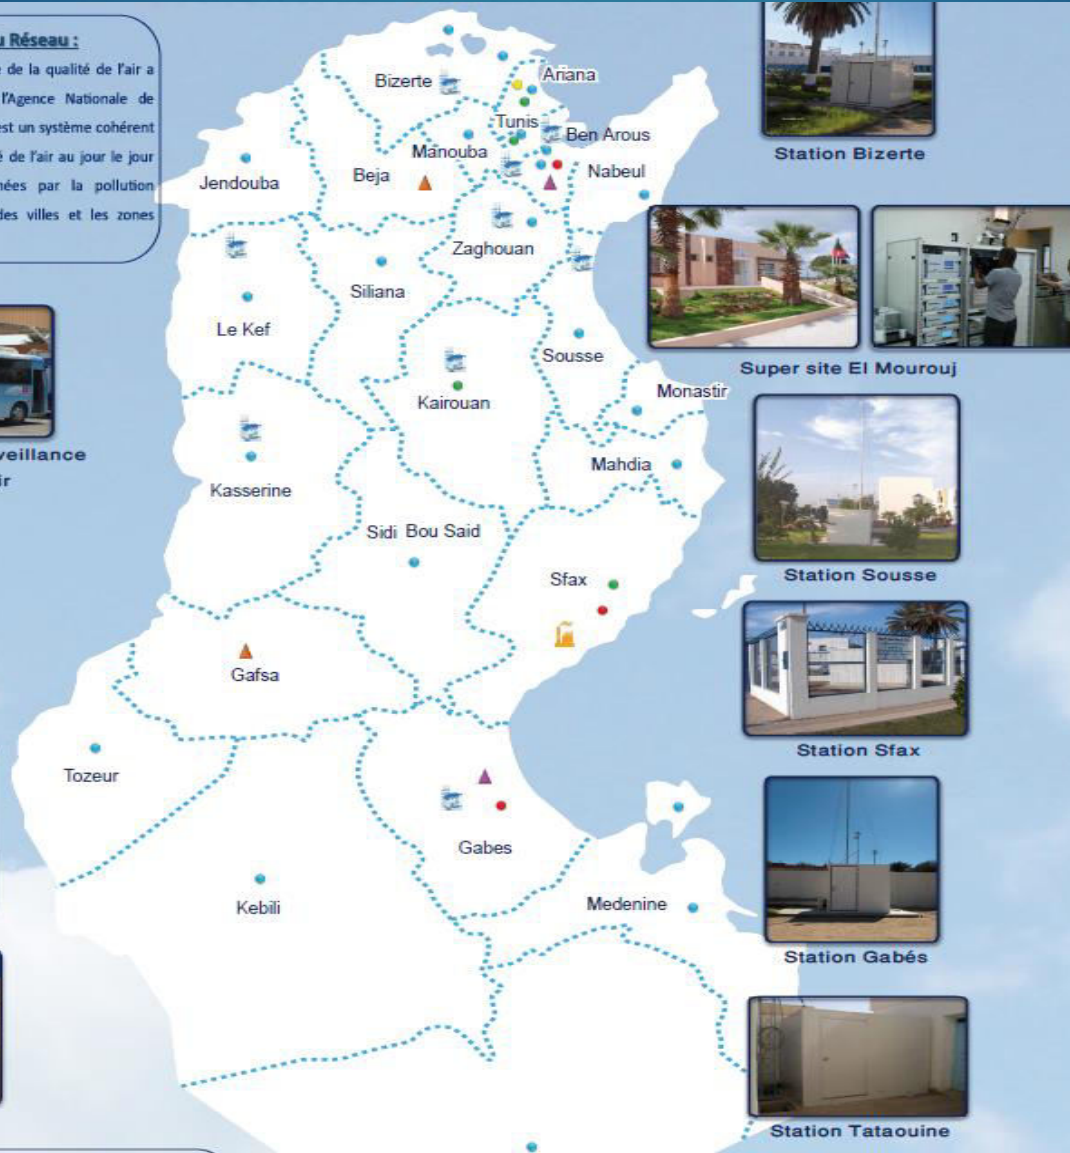 u Réseau :
e de la qualité de l'air a
l'Agence Nationale de
est un système cohérent
é de l'air au jour le jour
nées par la pollution
des villes et les zones
veillance
ir
Bizerte
Ariana
Tunis
Ben Arous
Manouba
Nabeul
Jendouba
Beja
Zaghouan
Siliana
Le Kef
Sousse
Monastir
Kairouan
Mahdia
Kasserine
Sidi Bou Said
Sfax
Gafsa
Tozeur
Gabes
Kebili
Medenine
Station Bizerte
Super site El Mourouj
Station Sousse
Station Sfax
Station Gabés
Station Tataouine